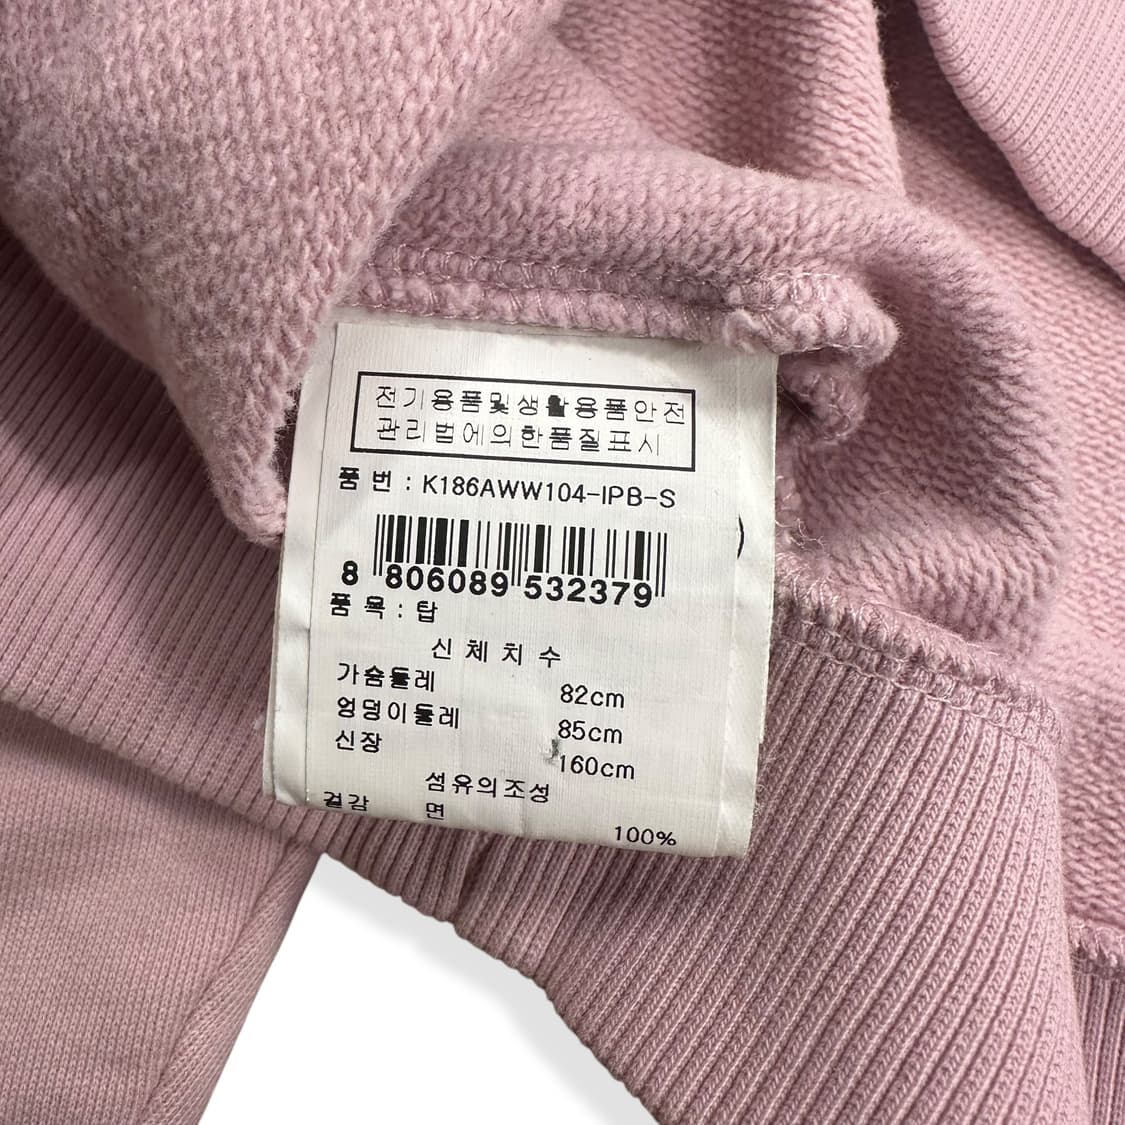 전기용품및생활용품안전
관리법에의한품질표시
품 번 : K186AWW104-IPB-S
8 806089 532379
품 목 : 탑
신 체 치 수
가슴둘레 82cm
엉덩이둘레 85cm
신장 160cm
섬유의조성
겉감 면 100%